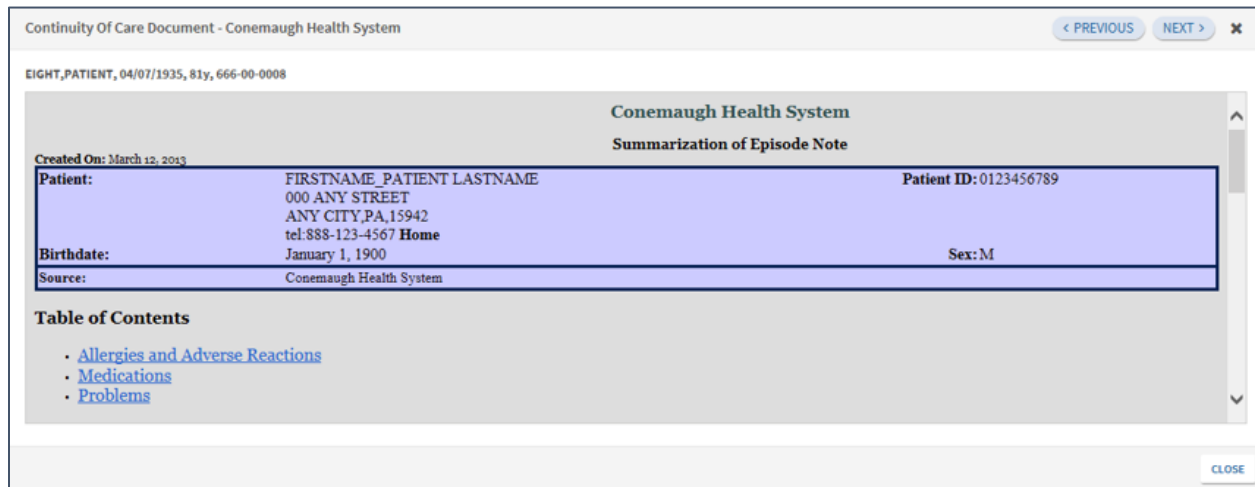 Continuity Of Care Document - Conemaugh Health System < PREVIOUS NEXT > ✖
EIGHT,PATIENT, 04/07/1935, 81y, 666-00-0008
Conemaugh Health System
Summarization of Episode Note
Created On: March 12, 2013
Patient: FIRSTNAME_PATIENT LASTNAME Patient ID: 0123456789
000 ANY STREET
ANY CITY,PA,15942
tel:888-123-4567 Home
Birthdate: January 1, 1900 Sex: M
Source: Conemaugh Health System
Table of Contents
• Allergies and Adverse Reactions
• Medications
• Problems
CLOSE